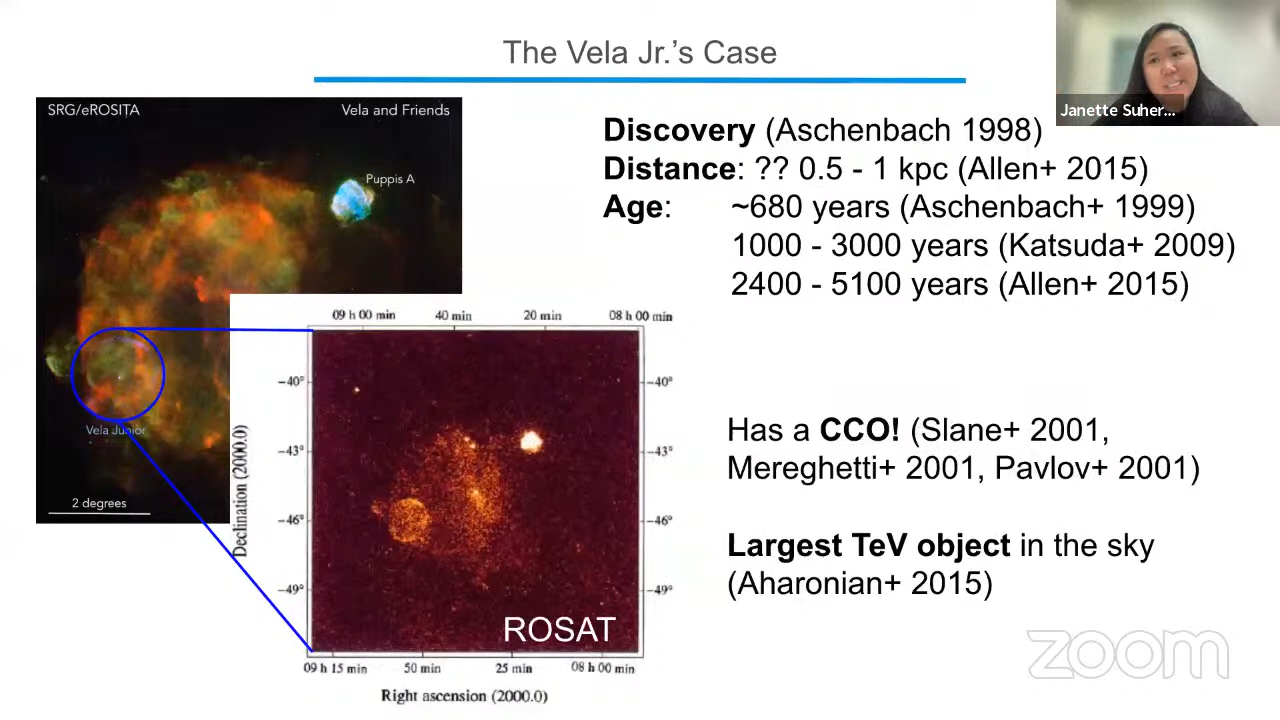 The Vela Jr.'s Case
Janette Suher...
SRG/eROSITA
Vela and Friends
Puppis A
Vela Junior
2 degrees
Discovery (Aschenbach 1998)
Distance: ?? 0.5 - 1 kpc (Allen+ 2015)
Age: ~680 years (Aschenbach+ 1999)
1000 - 3000 years (Katsuda+ 2009)
2400 - 5100 years (Allen+ 2015)
09 h 00 min 40 min 20 min 08 h 00 min
−40° −40°
−43° −43°
−46° −46°
−49° −49°
Declination (2000.0)
ROSAT
09 h 15 min 50 min 25 min 08 h 00 min
Right ascension (2000.0)
Has a CCO! (Slane+ 2001,
Mereghetti+ 2001, Pavlov+ 2001)
Largest TeV object in the sky
(Aharonian+ 2015)
zoom